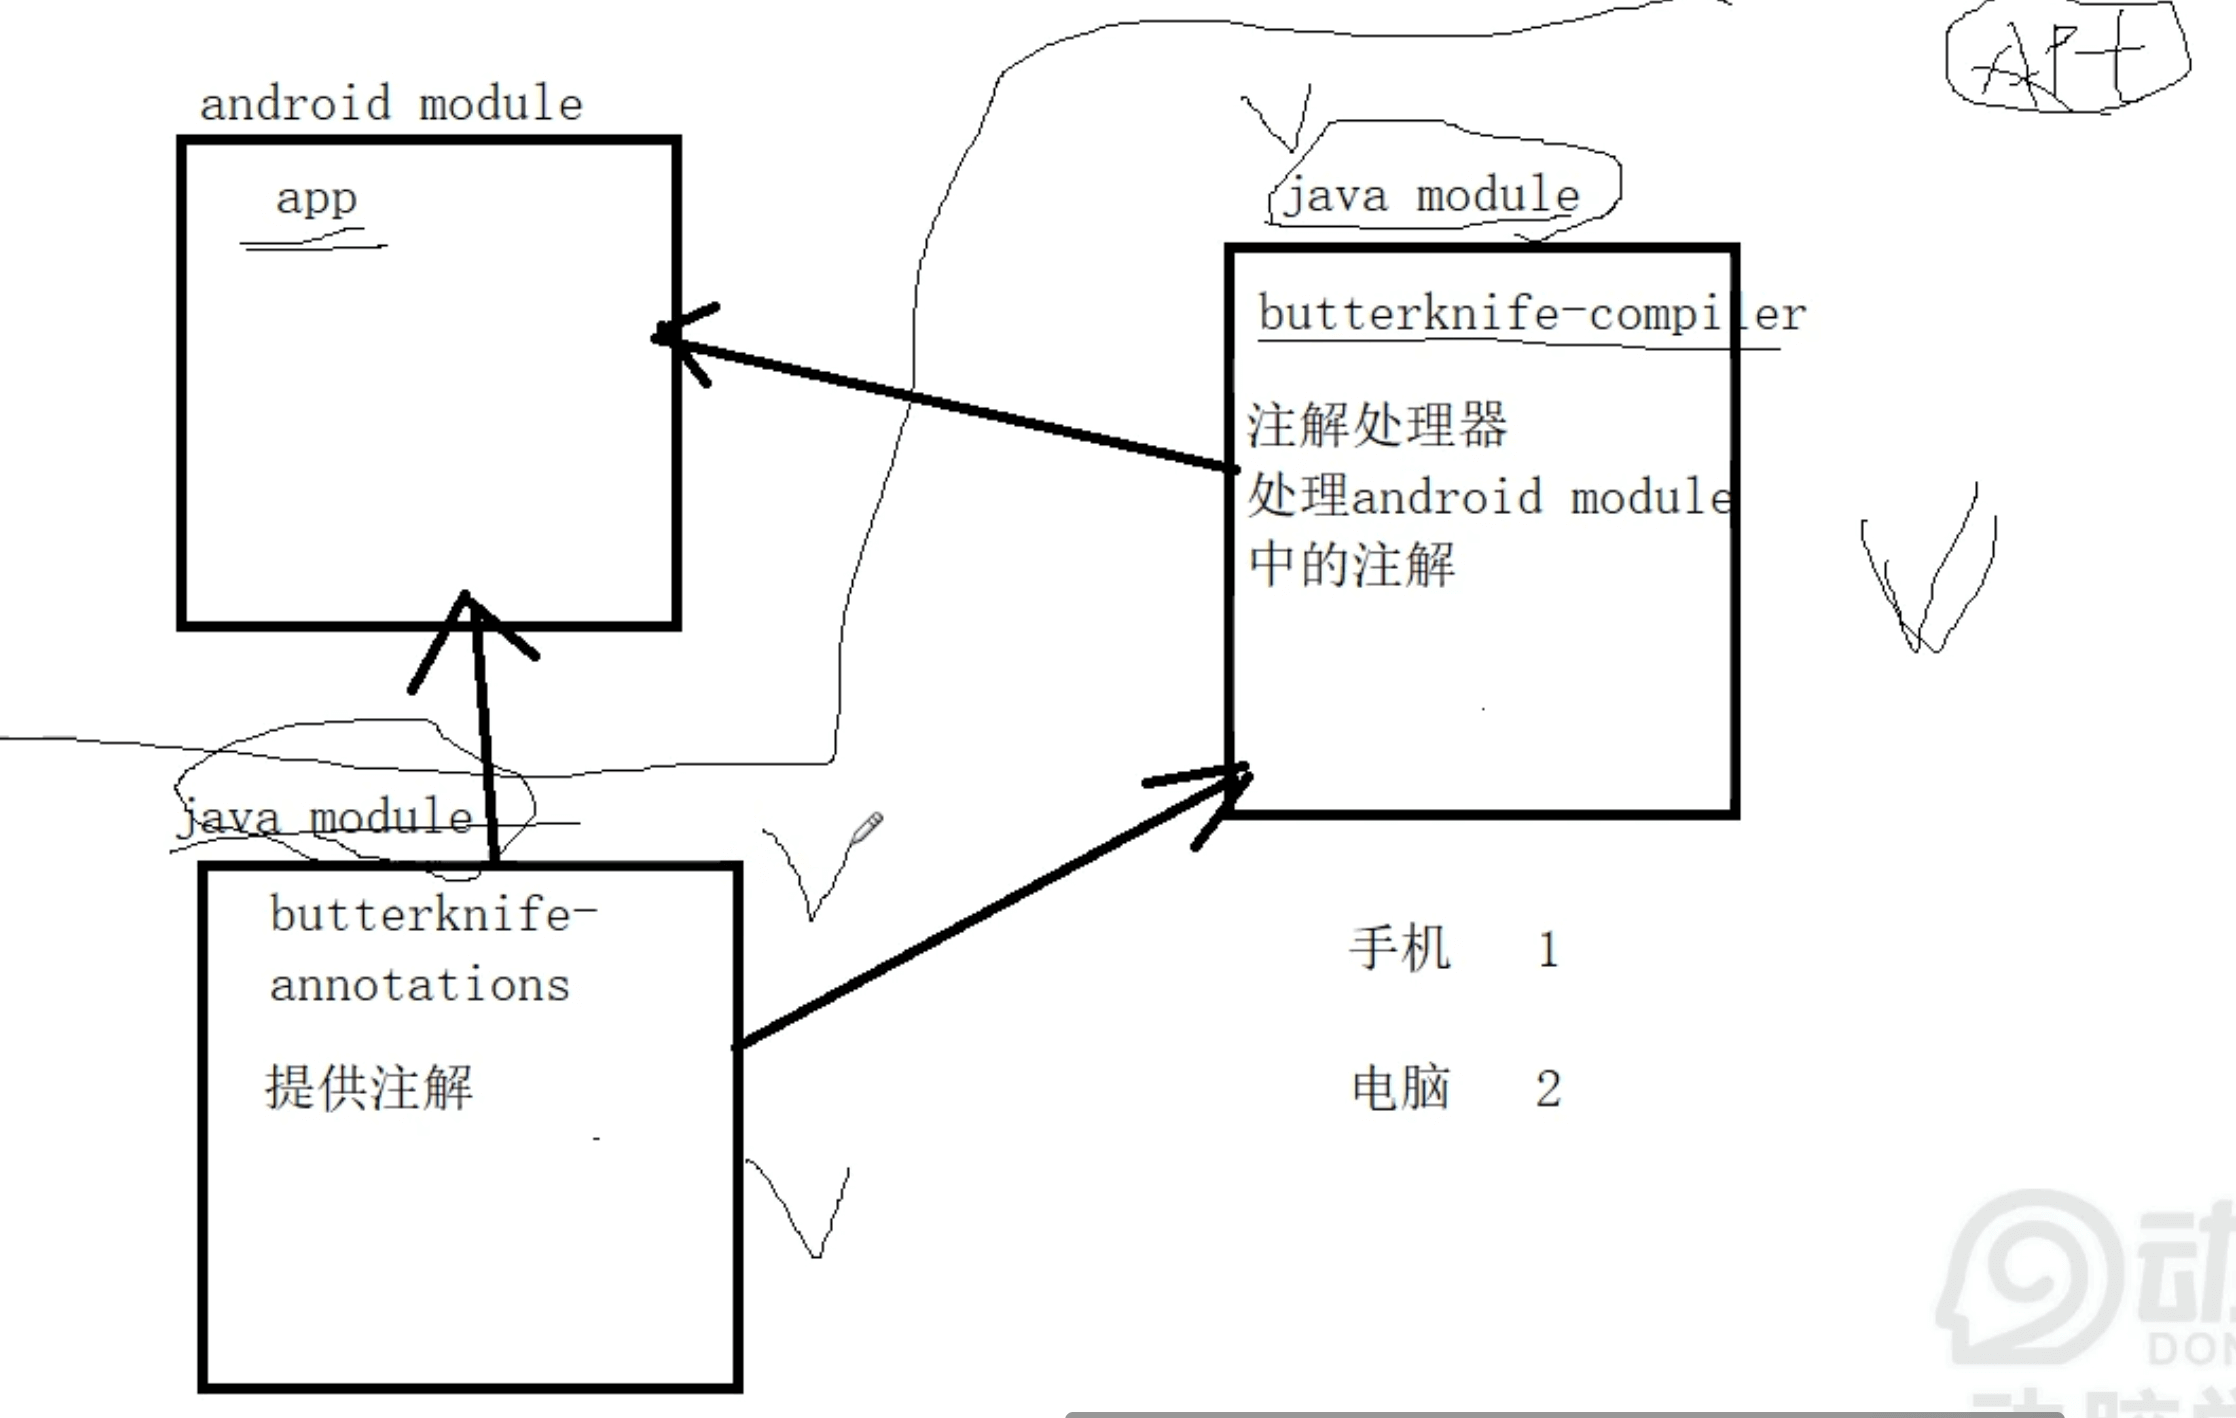 APT
android module
app
java module
butterknife-compiler
注解处理器
处理android module
中的注解
java module
butterknife-
annotations
提供注解
手机 1
电脑 2
动
DON